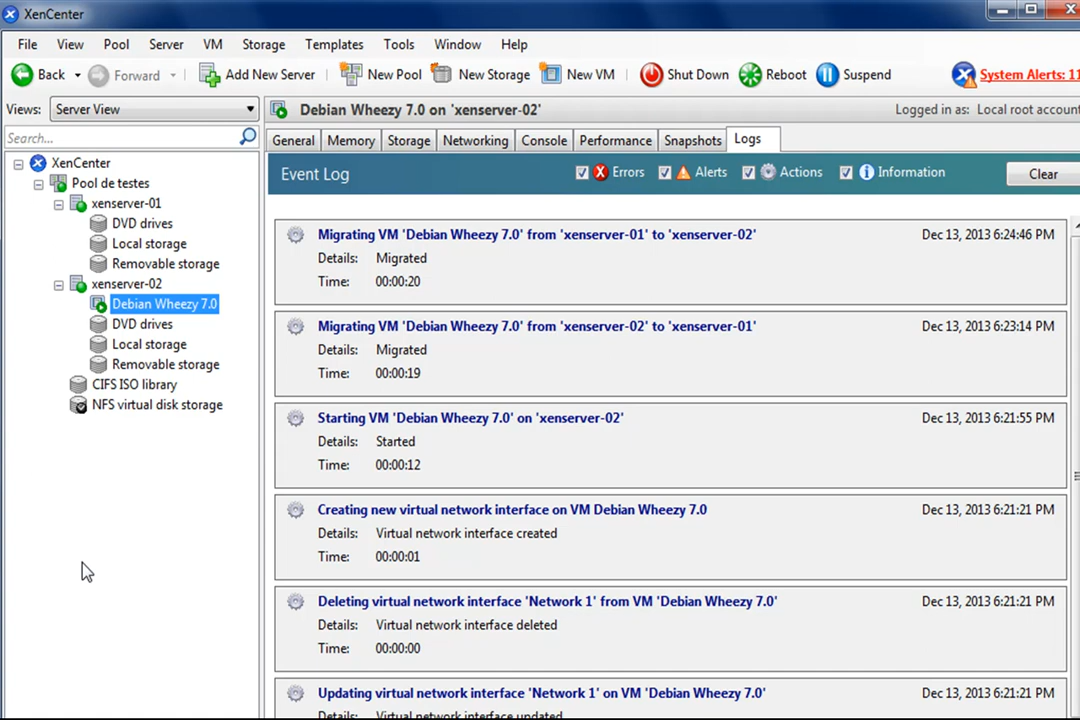 XenCenter
File View Pool Server VM Storage Templates Tools Window Help
Back Forward Add New Server New Pool New Storage New VM Shut Down Reboot Suspend System Alerts: 11
Views: Server View
Debian Wheezy 7.0 on 'xenserver-02'
Logged in as: Local root account
Search...
General Memory Storage Networking Console Performance Snapshots Logs
XenCenter
Pool de testes
xenserver-01
DVD drives
Local storage
Removable storage
xenserver-02
Debian Wheezy 7.0
DVD drives
Local storage
Removable storage
CIFS ISO library
NFS virtual disk storage
Event Log
Errors Alerts Actions Information Clear
Migrating VM 'Debian Wheezy 7.0' from 'xenserver-01' to 'xenserver-02' Dec 13, 2013 6:24:46 PM
Details: Migrated
Time: 00:00:20
Migrating VM 'Debian Wheezy 7.0' from 'xenserver-02' to 'xenserver-01' Dec 13, 2013 6:23:14 PM
Details: Migrated
Time: 00:00:19
Starting VM 'Debian Wheezy 7.0' on 'xenserver-02' Dec 13, 2013 6:21:55 PM
Details: Started
Time: 00:00:12
Creating new virtual network interface on VM Debian Wheezy 7.0 Dec 13, 2013 6:21:21 PM
Details: Virtual network interface created
Time: 00:00:01
Deleting virtual network interface 'Network 1' from VM 'Debian Wheezy 7.0' Dec 13, 2013 6:21:21 PM
Details: Virtual network interface deleted
Time: 00:00:00
Updating virtual network interface 'Network 1' on VM 'Debian Wheezy 7.0' Dec 13, 2013 6:21:21 PM
Details: Virtual network interface updated